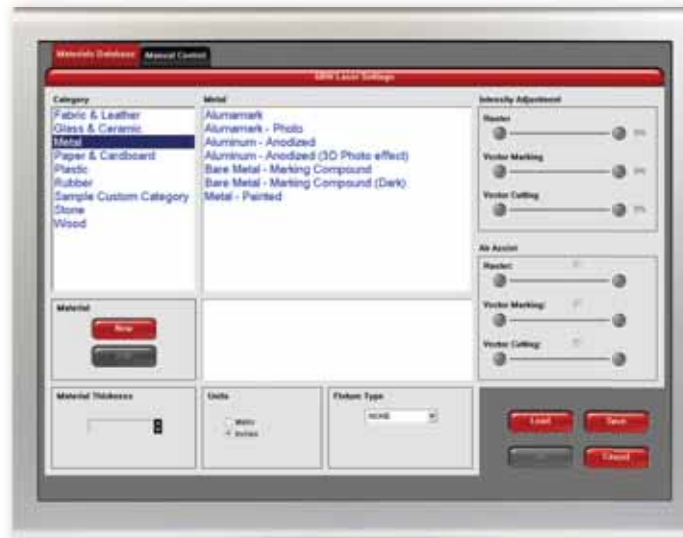 Materials Database
Manual Control
Laser Settings
Category
Fabric & Leather
Glass & Ceramic
Metal
Paper & Cardboard
Plastic
Rubber
Sample Custom Category
Stone
Wood
Metal
Alumamark
Alumamark - Photo
Aluminum - Anodized
Aluminum - Anodized (3D Photo effect)
Bare Metal - Marking Compound
Bare Metal - Marking Compound (Dark)
Metal - Painted
Intensity Adjustment
Raster
Vector Marking
Vector Cutting
Air Assist
Raster:
Vector Marking:
Vector Cutting:
Material
New
Material Thickness
Units
Metric
Inches
Fixture Type
NONE
Load
Save
Cancel